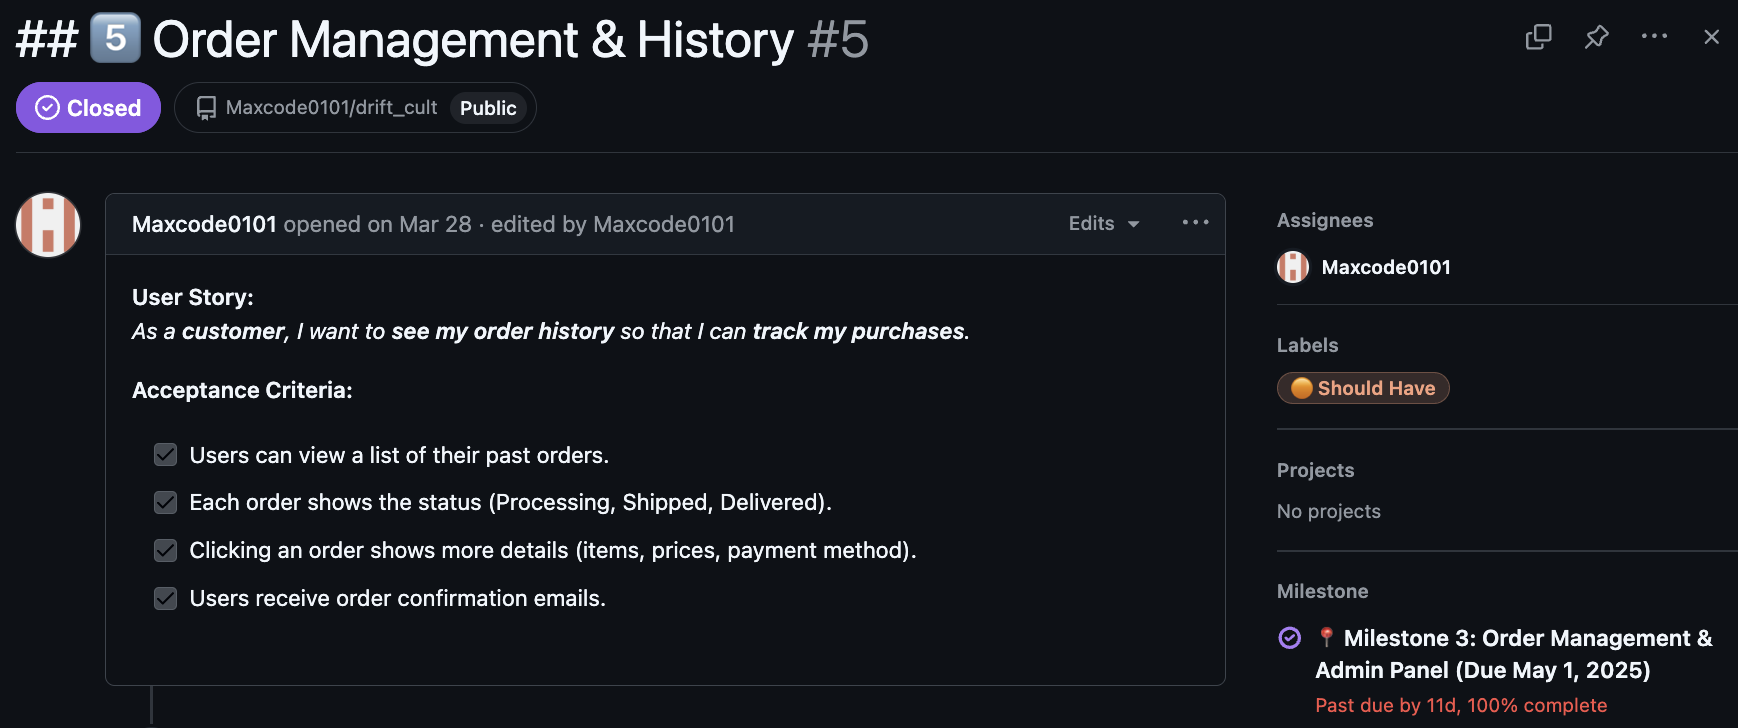 ## 5️⃣ Order Management & History #5
Closed
Maxcode0101/drift_cult Public
Maxcode0101 opened on Mar 28 · edited by Maxcode0101
Edits
User Story:
As a customer, I want to see my order history so that I can track my purchases.
Acceptance Criteria:
Users can view a list of their past orders.
Each order shows the status (Processing, Shipped, Delivered).
Clicking an order shows more details (items, prices, payment method).
Users receive order confirmation emails.
Assignees
Maxcode0101
Labels
Should Have
Projects
No projects
Milestone
Milestone 3: Order Management &
Admin Panel (Due May 1, 2025)
Past due by 11d, 100% complete